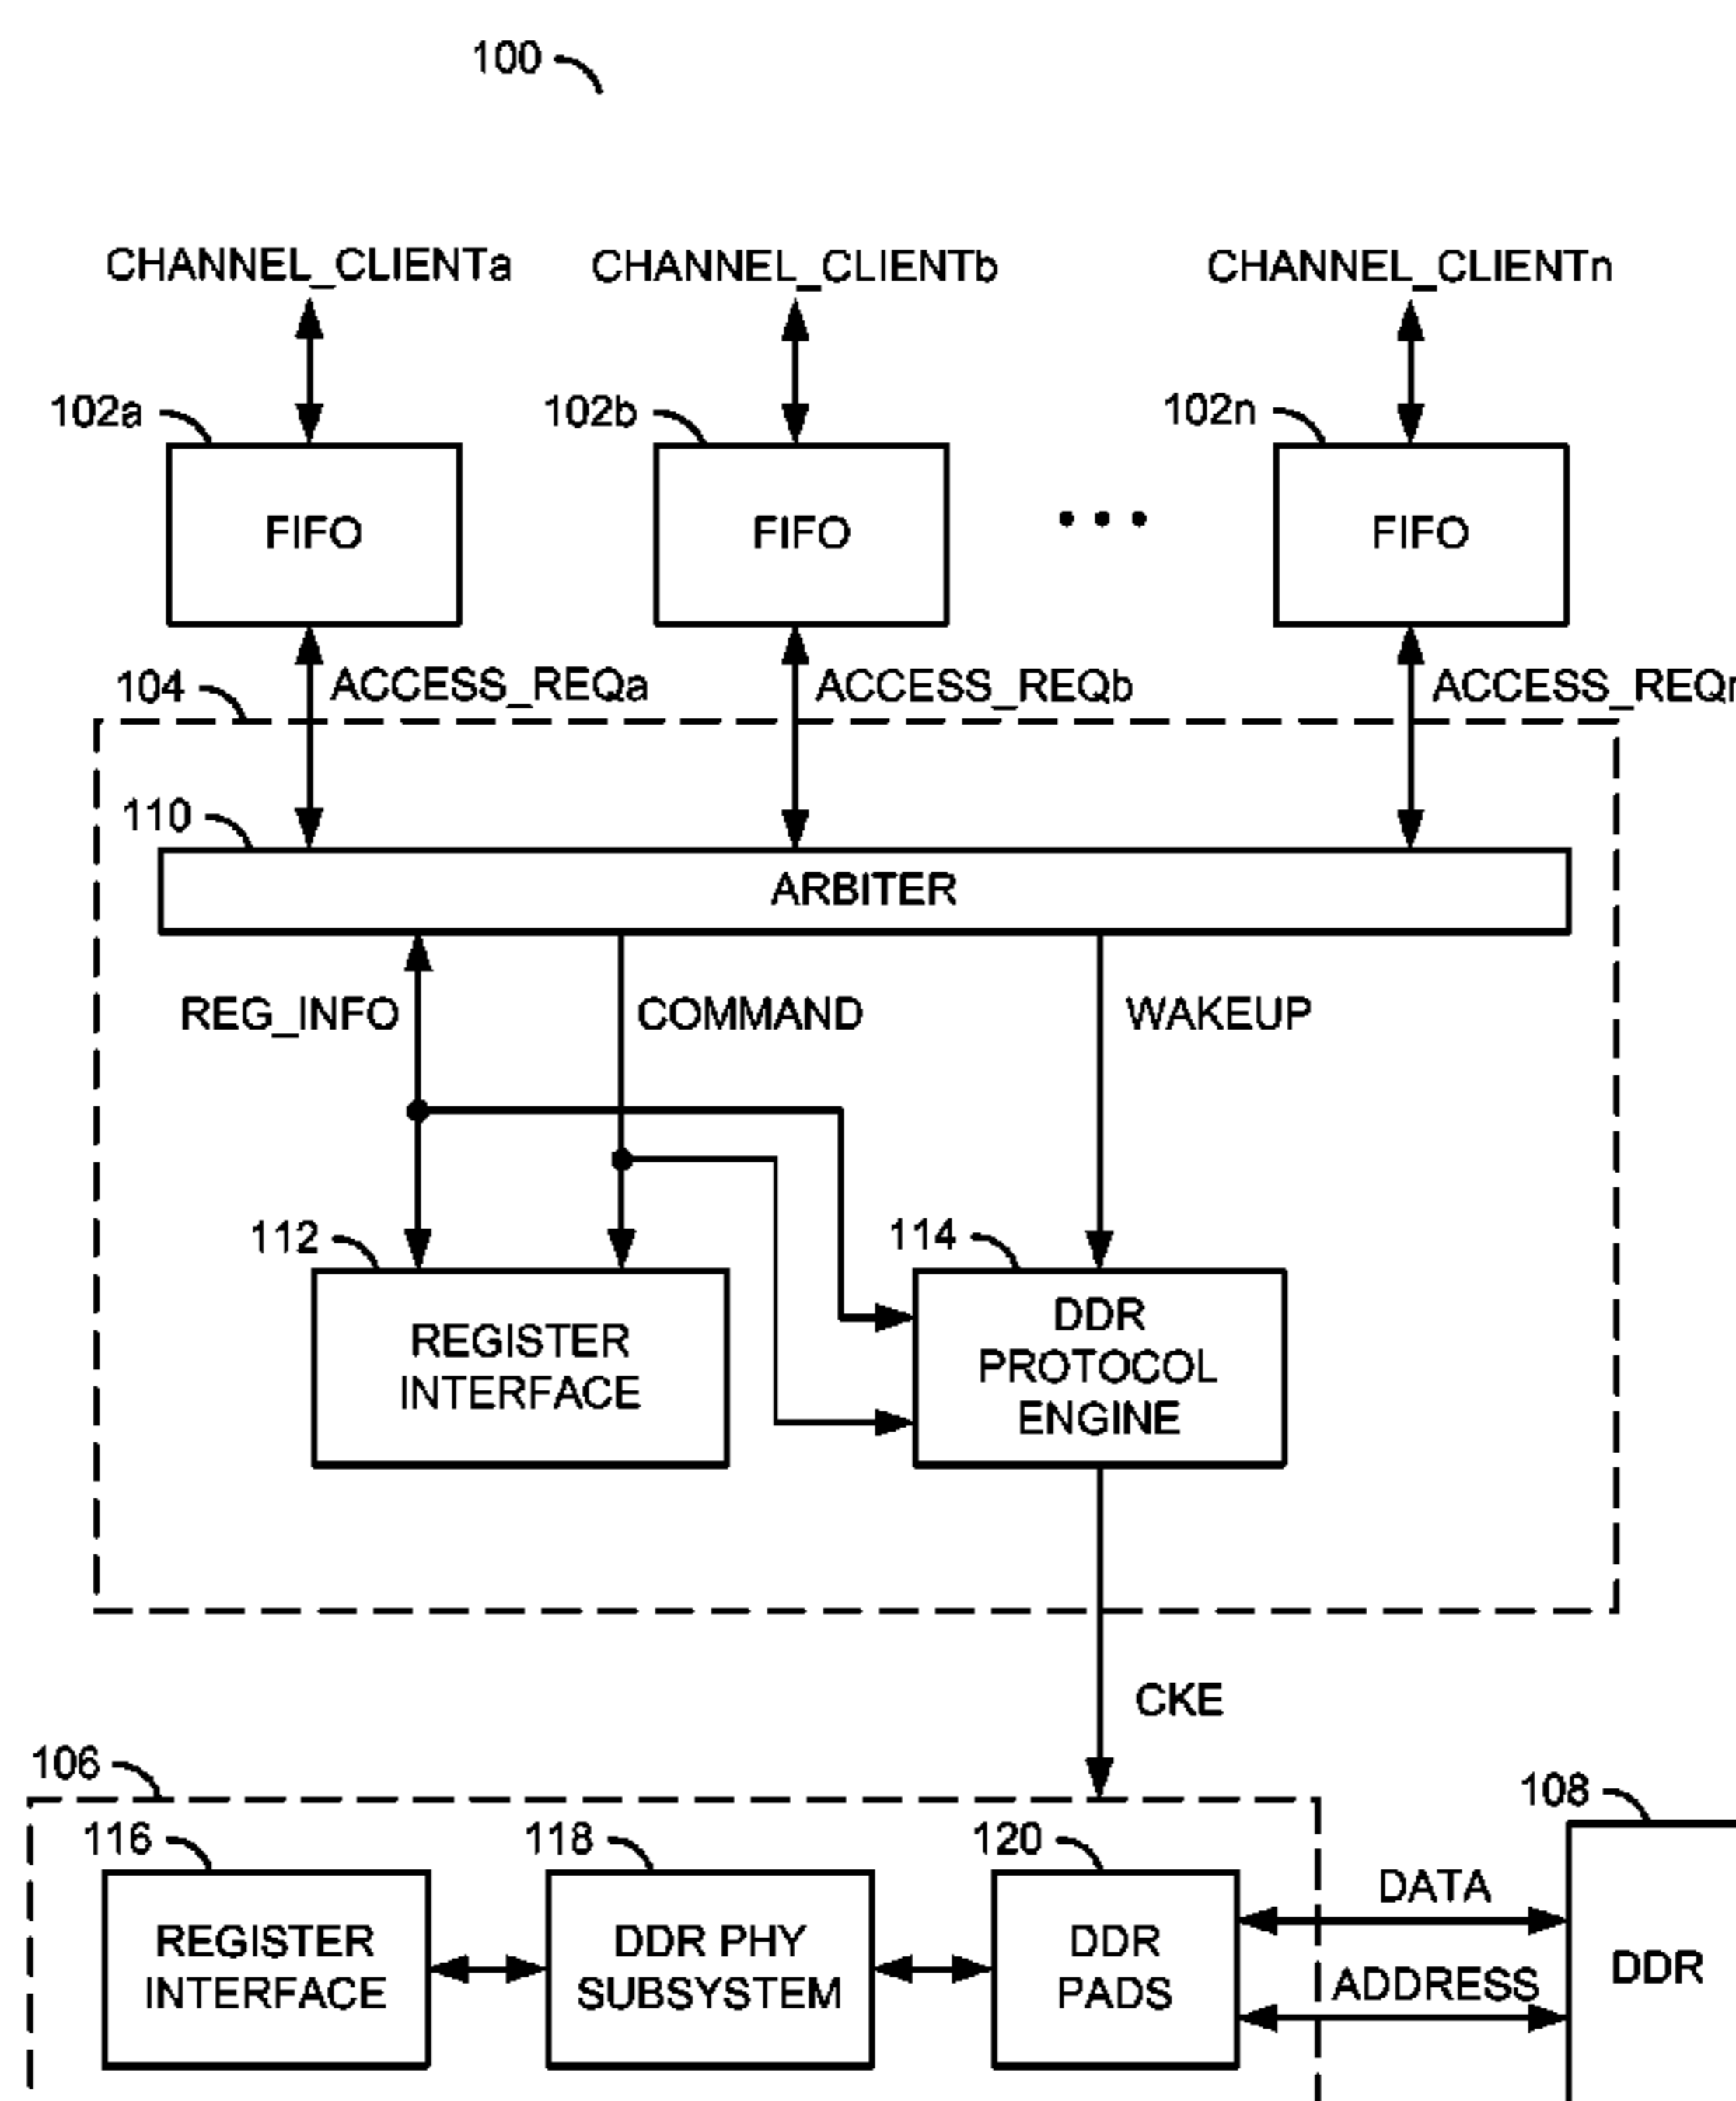 100
CHANNEL_CLIENTa CHANNEL_CLIENTb CHANNEL_CLIENTn
102a 102b 102n
FIFO FIFO • • • FIFO
104 ACCESS_REQa ACCESS_REQb
110
ARBITER
REG_INFO COMMAND WAKEUP
112 114
REGISTER
INTERFACE
DDR
PROTOCOL
ENGINE
CKE
106 108
116 118 120
REGISTER
INTERFACE
DDR PHY
SUBSYSTEM
DDR
PADS
DATA
ADDRESS
DDR